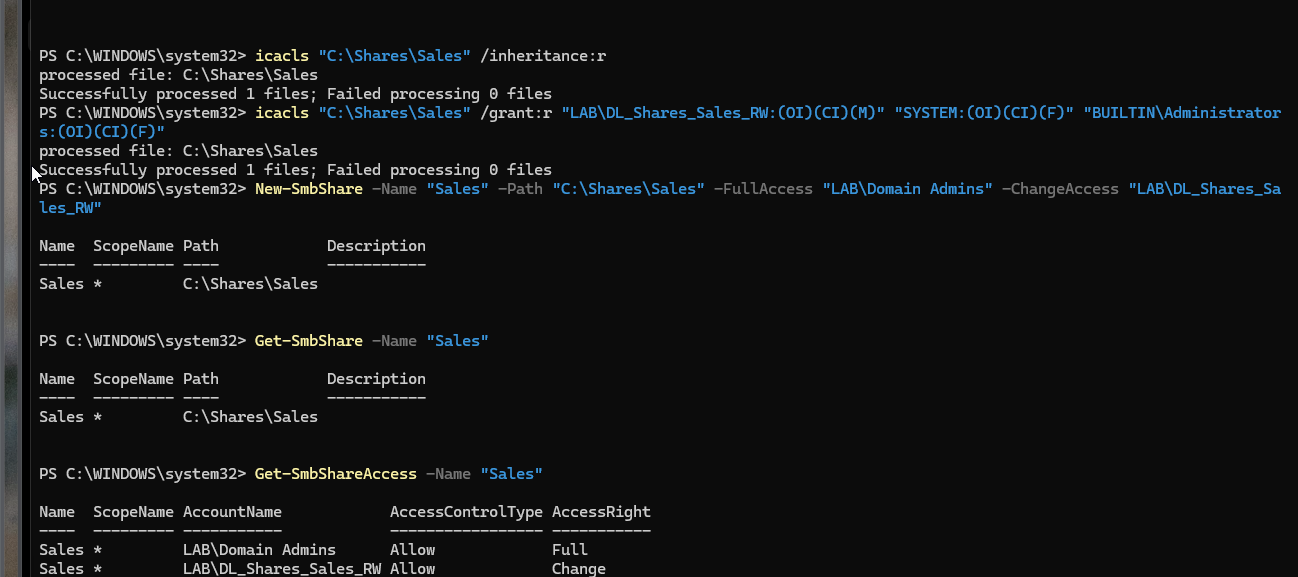 PS C:\WINDOWS\system32> icacls "C:\Shares\Sales" /inheritance:r
processed file: C:\Shares\Sales
Successfully processed 1 files; Failed processing 0 files
PS C:\WINDOWS\system32> icacls "C:\Shares\Sales" /grant:r "LAB\DL_Shares_Sales_RW:(OI)(CI)(M)" "SYSTEM:(OI)(CI)(F)" "BUILTIN\Administrator
s:(OI)(CI)(F)"
processed file: C:\Shares\Sales
Successfully processed 1 files; Failed processing 0 files
PS C:\WINDOWS\system32> New-SmbShare -Name "Sales" -Path "C:\Shares\Sales" -FullAccess "LAB\Domain Admins" -ChangeAccess "LAB\DL_Shares_Sa
les_RW"
Name  ScopeName Path            Description
----  --------- ----            -----------
Sales *         C:\Shares\Sales
PS C:\WINDOWS\system32> Get-SmbShare -Name "Sales"
Name  ScopeName Path            Description
----  --------- ----            -----------
Sales *         C:\Shares\Sales
PS C:\WINDOWS\system32> Get-SmbShareAccess -Name "Sales"
Name  ScopeName AccountName            AccessControlType AccessRight
----  --------- -----------            ----------------- -----------
Sales *         LAB\Domain Admins      Allow             Full
Sales *         LAB\DL_Shares_Sales_RW Allow             Change